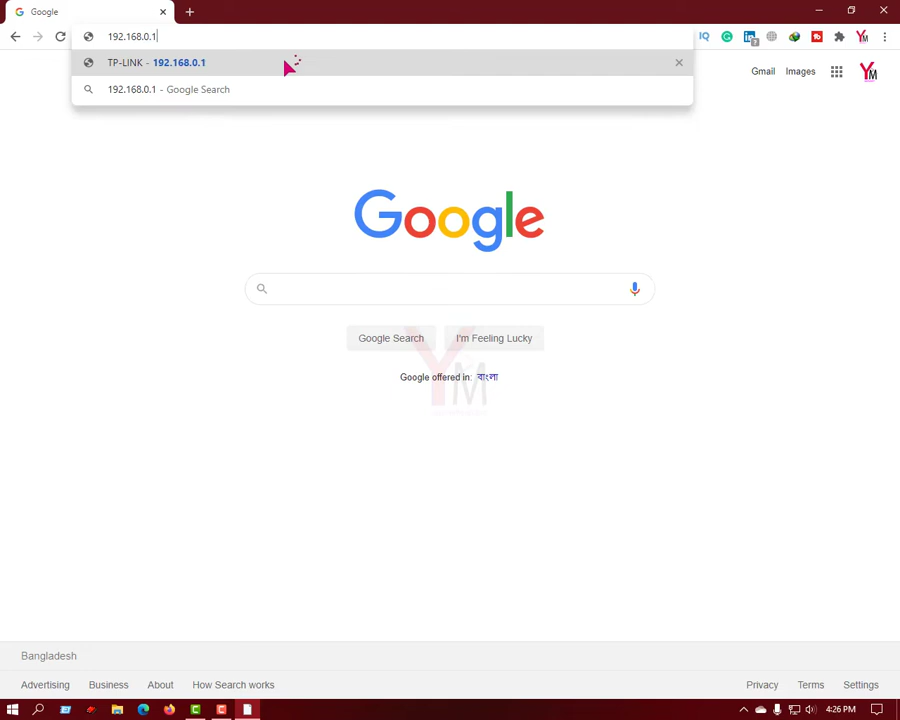 Google
192.168.0.1
TP-LINK - 192.168.0.1
192.168.0.1 - Google Search
Gmail Images
YM
Google
Google Search I'm Feeling Lucky
Google offered in: বাংলা
YM
Bangladesh
Advertising Business About How Search works Privacy Terms Settings
4:26 PM